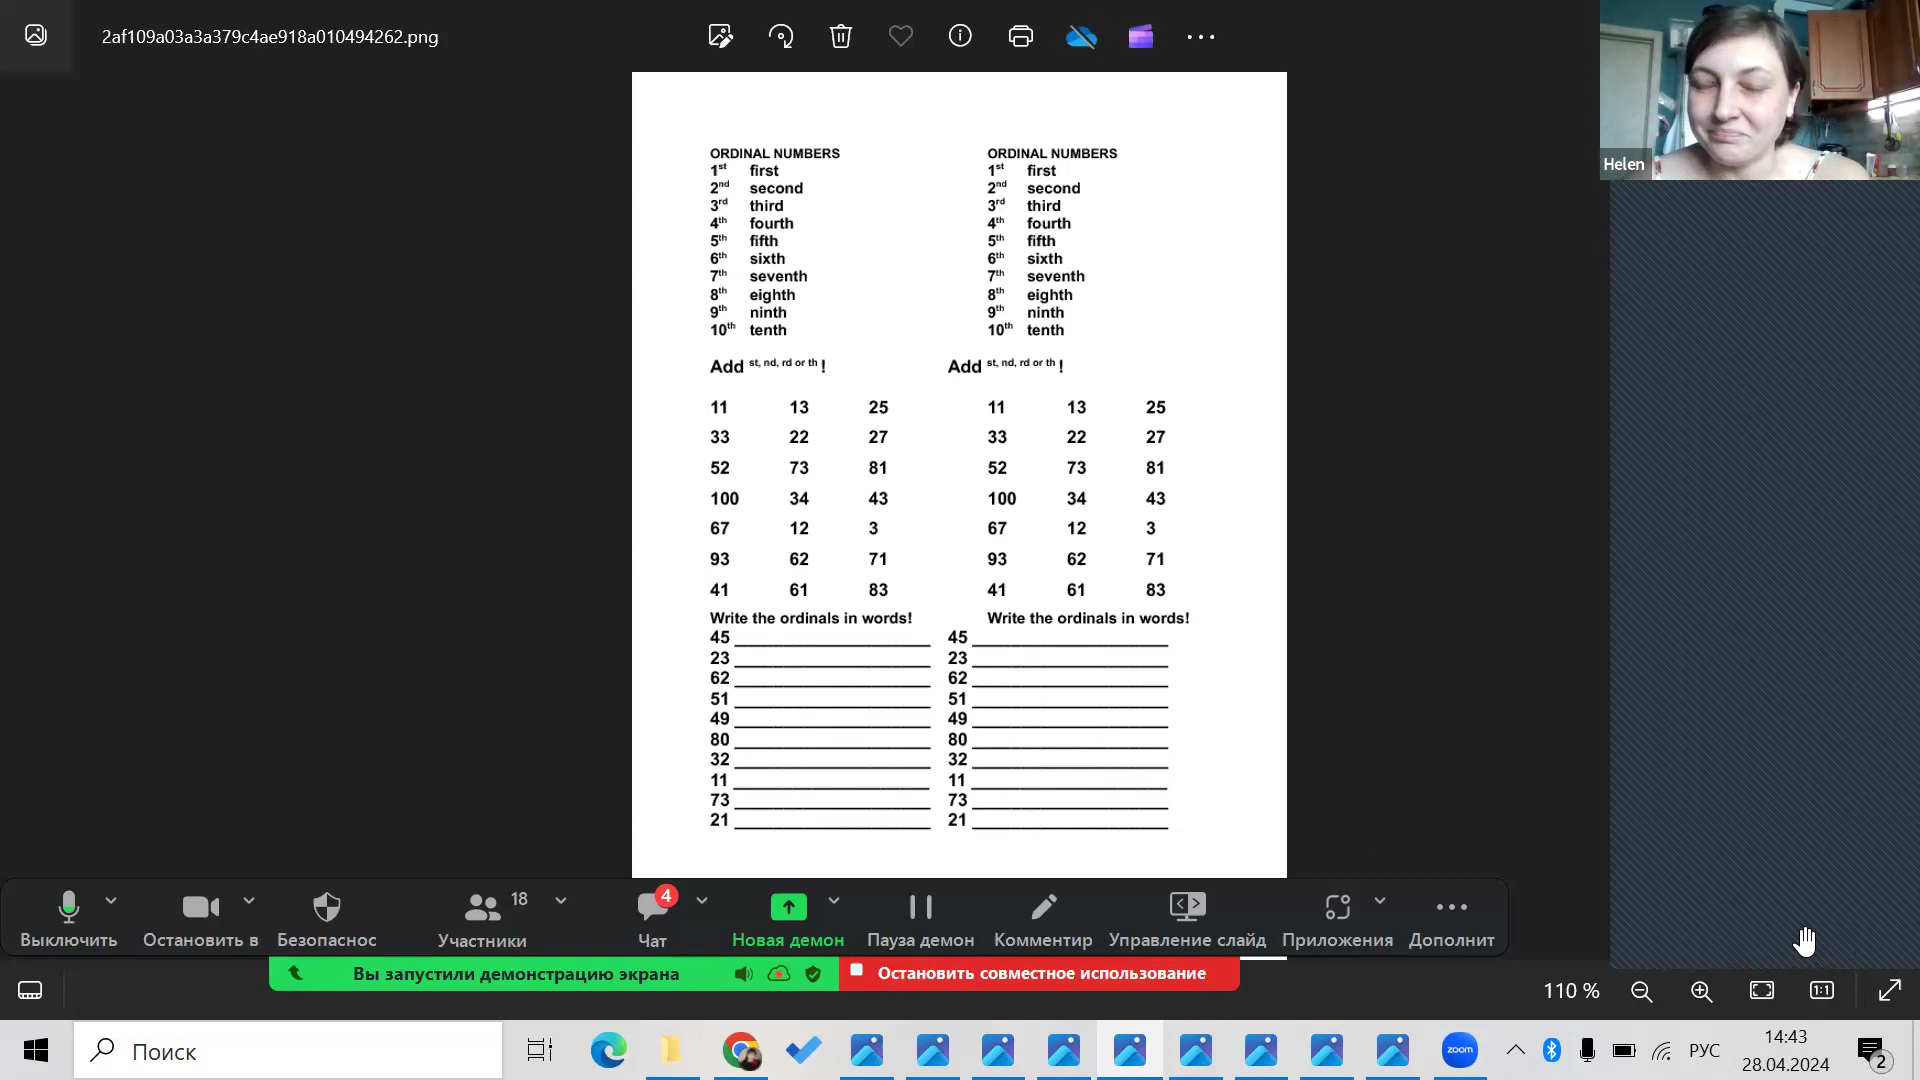 2af109a03a3a379c4ae918a010494262.png
Helen
ORDINAL NUMBERS
1st first
2nd second
3rd third
4th fourth
5th fifth
6th sixth
7th seventh
8th eighth
9th ninth
10th tenth
Add st, nd, rd or th !
11 13 25
33 22 27
52 73 81
100 34 43
67 12 3
93 62 71
41 61 83
Write the ordinals in words!
45
23
62
51
49
80
32
11
73
21
ORDINAL NUMBERS
1st first
2nd second
3rd third
4th fourth
5th fifth
6th sixth
7th seventh
8th eighth
9th ninth
10th tenth
Add st, nd, rd or th !
11 13 25
33 22 27
52 73 81
100 34 43
67 12 3
93 62 71
41 61 83
Write the ordinals in words!
45
23
62
51
49
80
32
11
73
21
18
4
Выключить Остановить в Безопаснос Участники Чат Новая демон Пауза демон Комментир Управление слайд Приложения Дополнит
Вы запустили демонстрацию экрана Остановить совместное использование
110 % 1:1
Поиск zoom РУС 14:43
28.04.2024 2